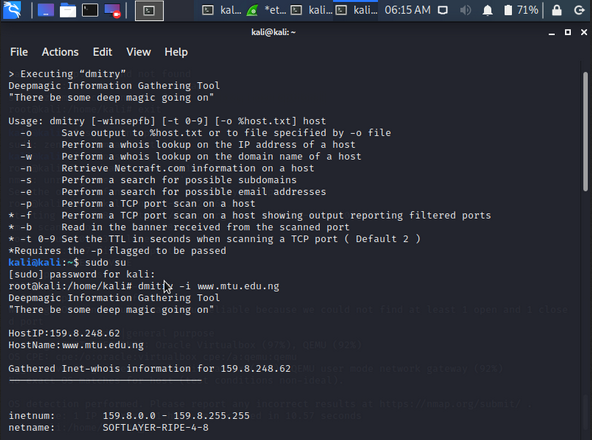 kal... *et... kali... kali... 06:15 AM 71%
kali@kali: ~
File Actions Edit View Help
> Executing “dmitry”
Deepmagic Information Gathering Tool
"There be some deep magic going on"
Usage: dmitry [-winsepfb] [-t 0-9] [-o %host.txt] host
-o Save output to %host.txt or to file specified by -o file
-i Perform a whois lookup on the IP address of a host
-w Perform a whois lookup on the domain name of a host
-n Retrieve Netcraft.com information on a host
-s Perform a search for possible subdomains
-e Perform a search for possible email addresses
-p Perform a TCP port scan on a host
* -f Perform a TCP port scan on a host showing output reporting filtered ports
* -b Read in the banner received from the scanned port
* -t 0-9 Set the TTL in seconds when scanning a TCP port ( Default 2 )
*Requires the -p flagged to be passed
kali@kali:~$ sudo su
[sudo] password for kali:
root@kali:/home/kali# dmitry -i www.mtu.edu.ng
Deepmagic Information Gathering Tool
"There be some deep magic going on"
HostIP:159.8.248.62
HostName:www.mtu.edu.ng
Gathered Inet-whois information for 159.8.248.62
inetnum: 159.8.0.0 - 159.8.255.255
netname: SOFTLAYER-RIPE-4-8